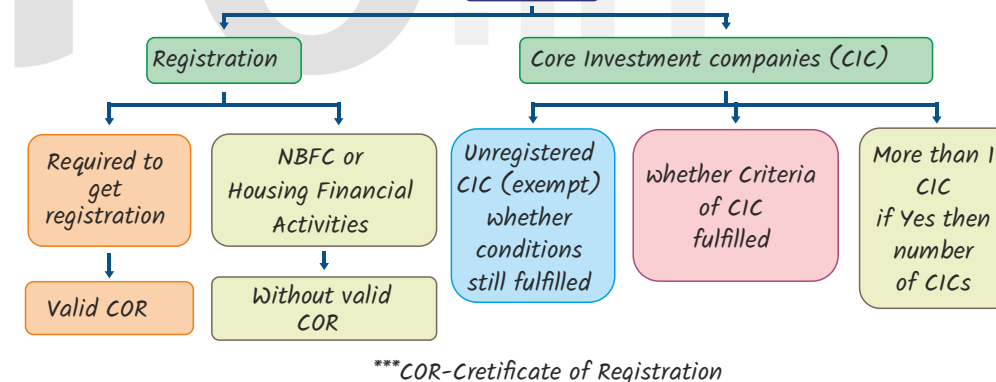 Registration
Core Investment companies (CIC)
Required to
get
registration
NBFC or
Housing Financial
Activities
Unregistered
CIC (exempt)
whether
conditions
still fulfilled
whether Criteria
of CIC
fulfilled
More than 1
CIC
if Yes then
number
of CICs
Valid COR
Without valid
COR
***COR-Cretificate of Registration